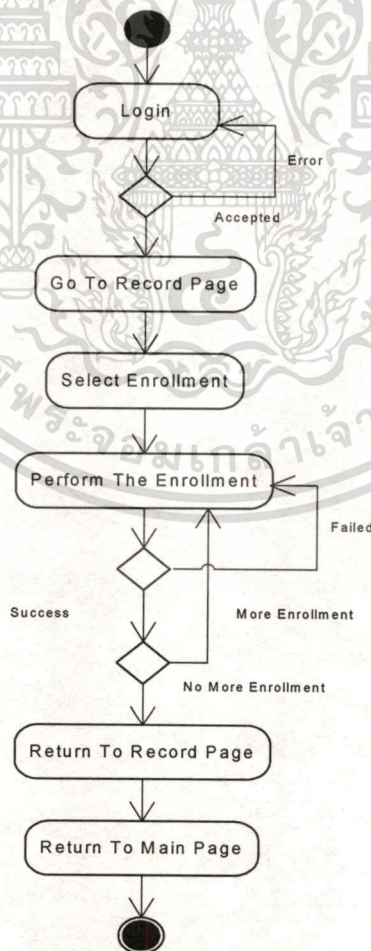 Login
Error
Accepted
Go To Record Page
Select Enrollment
Perform The Enrollment
Failed
Success
More Enrollment
No More Enrollment
Return To Record Page
Return To Main Page